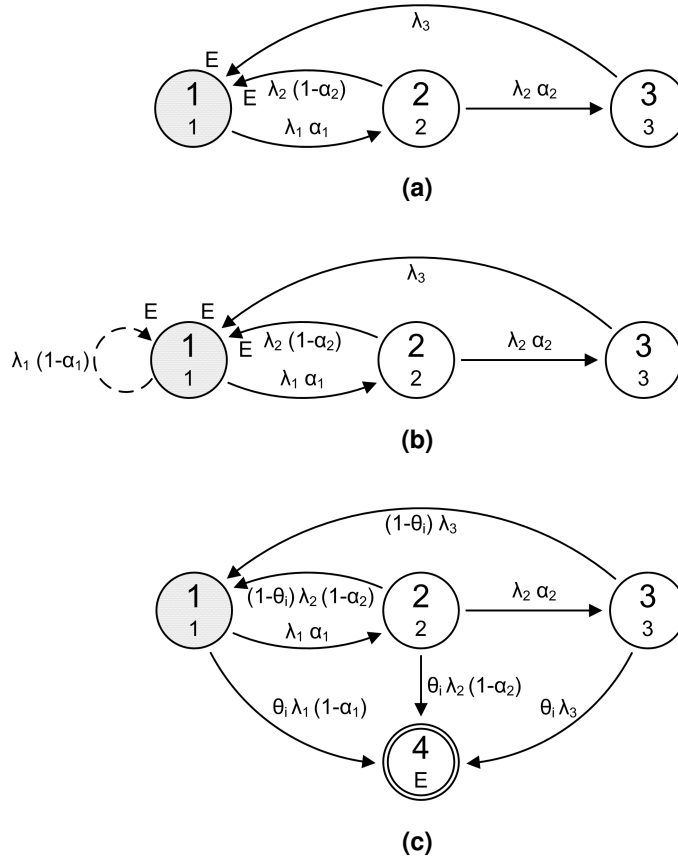 λ₃
E
1 λ₂ (1-α₂) 2 λ₂ α₂ 3
E
1 λ₁ α₁ 2 3
(a)
λ₃
E E
1 λ₂ (1-α₂) 2 λ₂ α₂ 3
E
λ₁ (1-α₁) 1 λ₁ α₁ 2 3
(b)
(1-θᵢ) λ₃
1 (1-θᵢ) λ₂ (1-α₂) 2 λ₂ α₂ 3
1 λ₁ α₁ 2 3
θᵢ λ₁ (1-α₁) θᵢ λ₂ (1-α₂) θᵢ λ₃
4
E
(c)